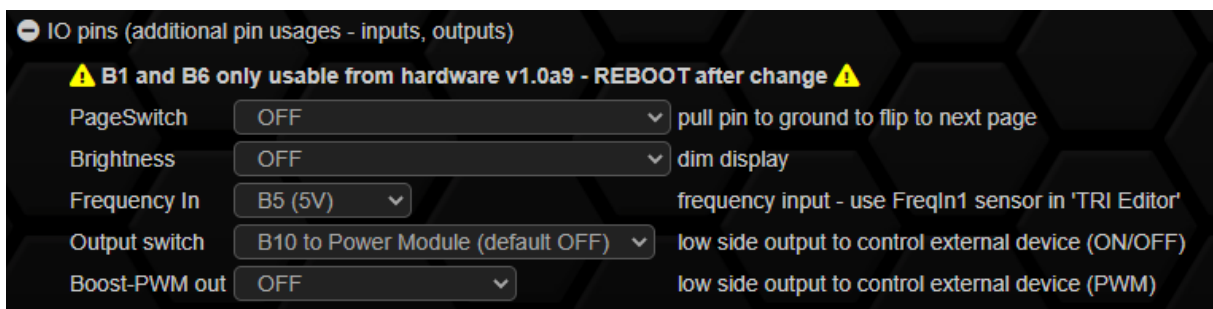 IO pins (additional pin usages - inputs, outputs)
B1 and B6 only usable from hardware v1.0a9 - REBOOT after change
PageSwitch OFF pull pin to ground to flip to next page
Brightness OFF dim display
Frequency In B5 (5V) frequency input - use FreqIn1 sensor in 'TRI Editor'
Output switch B10 to Power Module (default OFF) low side output to control external device (ON/OFF)
Boost-PWM out OFF low side output to control external device (PWM)